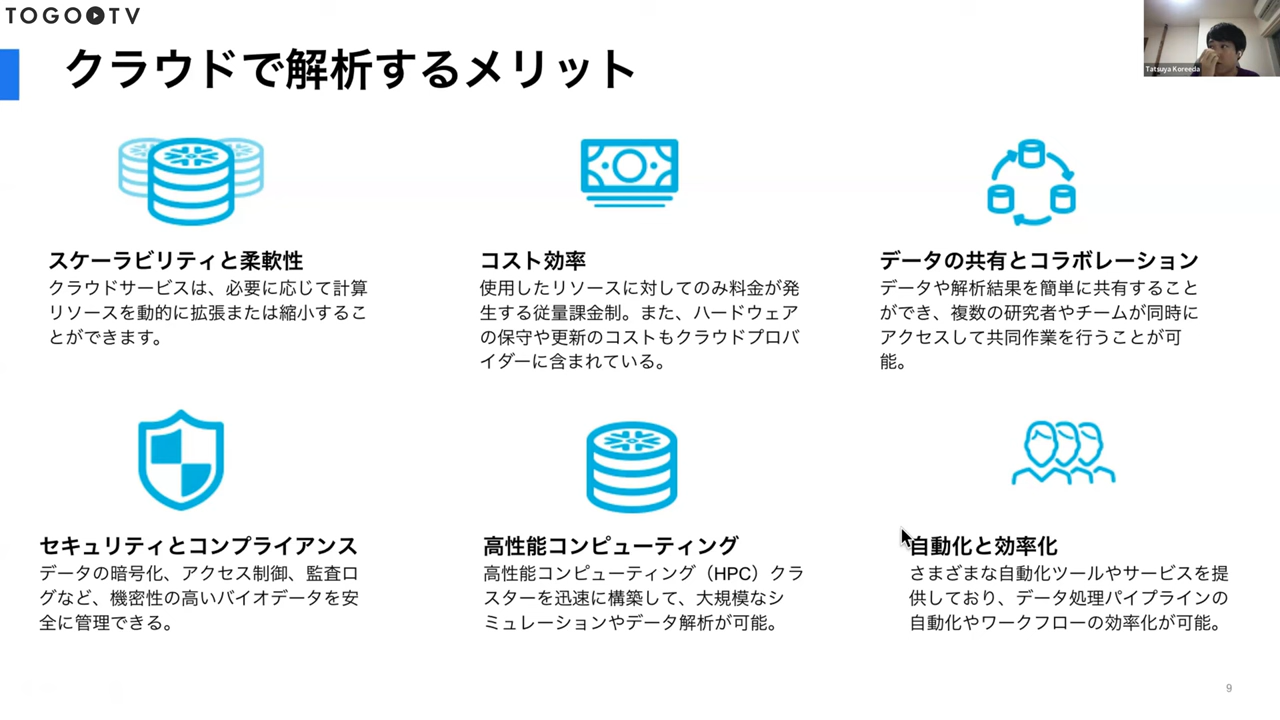 TOGOTV
Tatsuya Koreeda
クラウドで解析するメリット
スケーラビリティと柔軟性
クラウドサービスは、必要に応じて計算
リソースを動的に拡張または縮小するこ
とができます。
コスト効率
使用したリソースに対してのみ料金が発
生する従量課金制。また、ハードウェア
の保守や更新のコストもクラウドプロバ
イダーに含まれている。
データの共有とコラボレーション
データや解析結果を簡単に共有すること
ができ、複数の研究者やチームが同時に
アクセスして共同作業を行うことが可
能。
セキュリティとコンプライアンス
データの暗号化、アクセス制御、監査ロ
グなど、機密性の高いバイオデータを安
全に管理できる。
高性能コンピューティング
高性能コンピューティング（HPC）クラ
スターを迅速に構築して、大規模なシ
ミュレーションやデータ解析が可能。
自動化と効率化
さまざまな自動化ツールやサービスを提
供しており、データ処理パイプラインの
自動化やワークフローの効率化が可能。
9